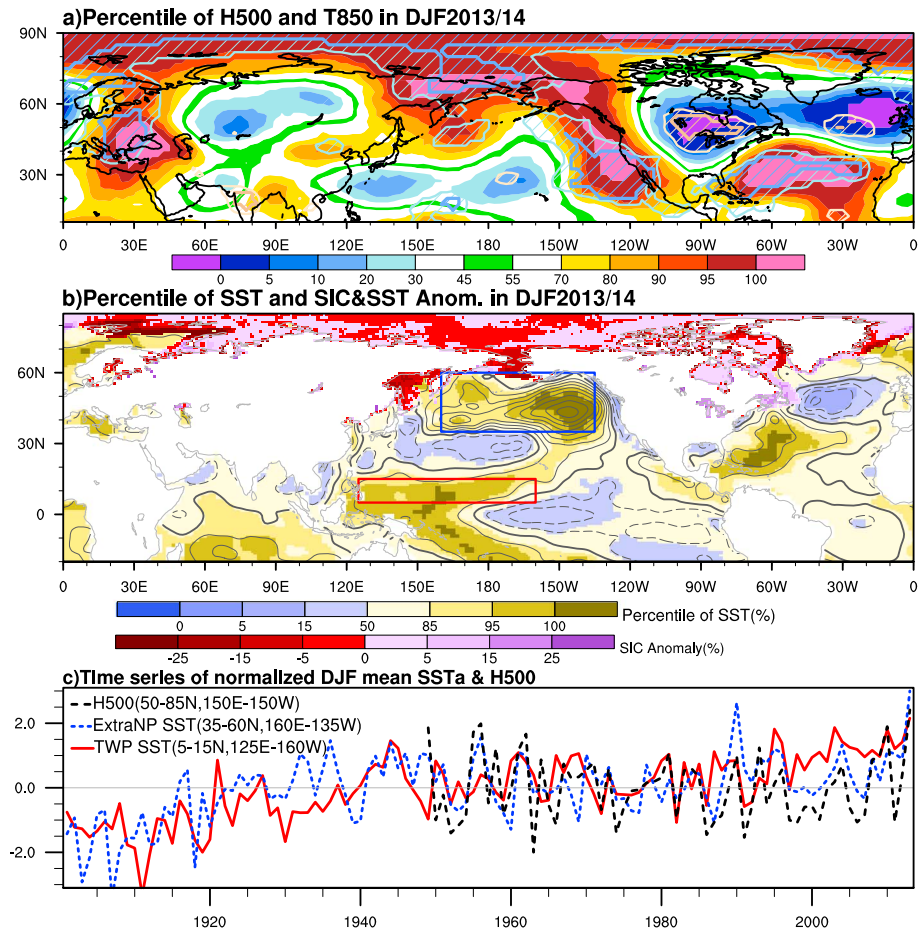 a)Percentile of H500 and T850 in DJF2013/14
90N
60N
30N
0 30E 60E 90E 120E 150E 180 150W 120W 90W 60W 30W 0
0 5 10 20 30 45 55 70 80 90 95 100
b)Percentile of SST and SIC&SST Anom. in DJF2013/14
60N
30N
0
0 30E 60E 90E 120E 150E 180 150W 120W 90W 60W 30W 0
0 5 15 50 85 95 100 Percentile of SST(%)
-25 -15 -5 0 5 15 25 SIC Anomaly(%)
c)TIme series of normalized DJF mean SSTa & H500
H500(50-85N,150E-150W)
2.0 ExtraNP SST(35-60N,160E-135W)
TWP SST(5-15N,125E-160W)
0.0
-2.0
1920 1940 1960 1980 2000